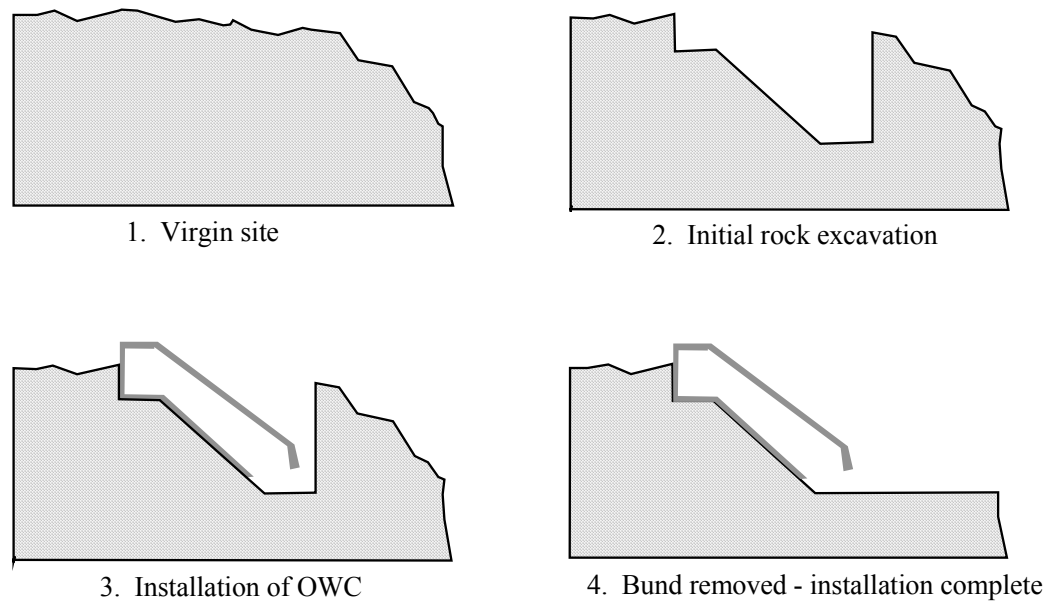 1. Virgin site
2. Initial rock excavation
3. Installation of OWC
4. Bund removed - installation complete